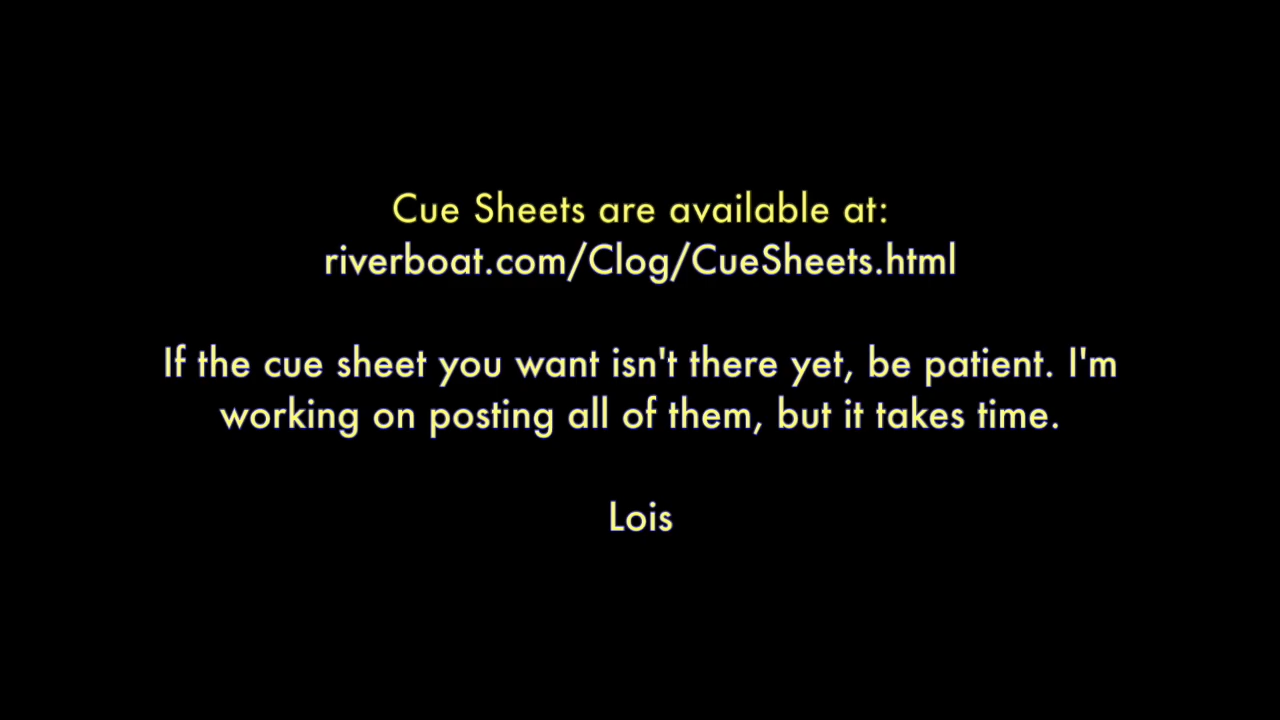 Cue Sheets are available at:
riverboat.com/Clog/CueSheets.html
If the cue sheet you want isn't there yet, be patient. I'm
working on posting all of them, but it takes time.
Lois